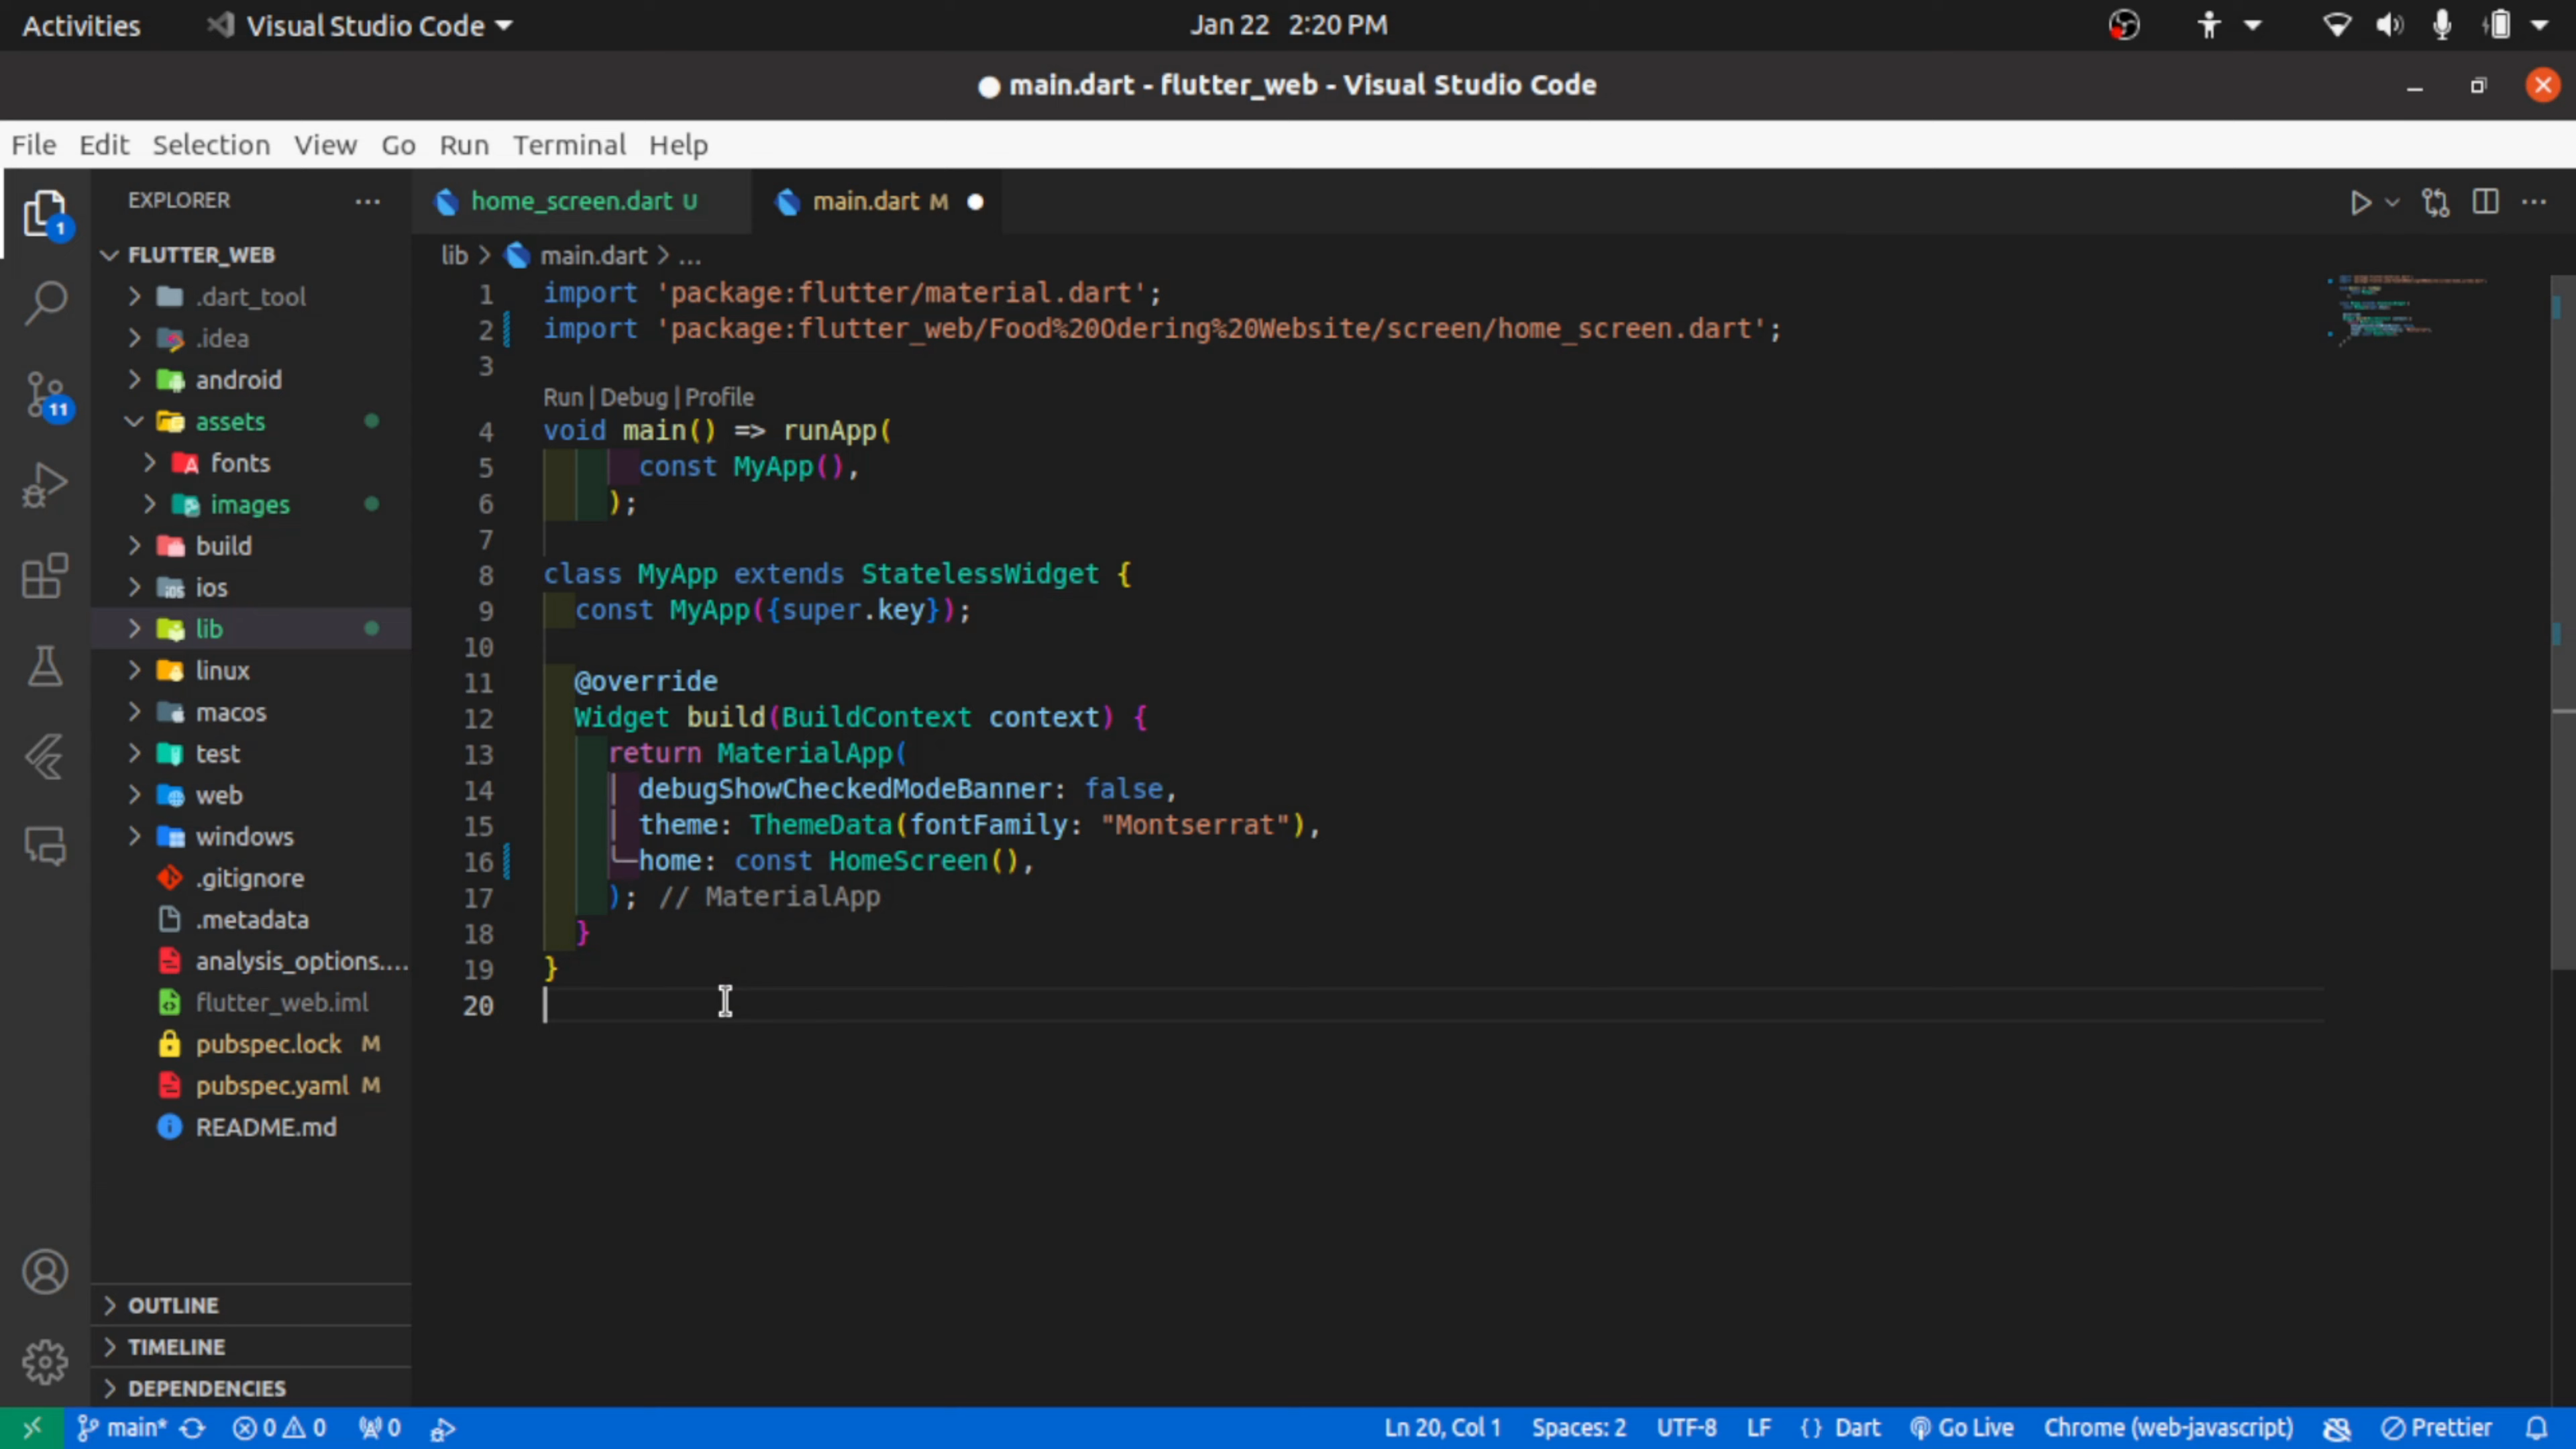 Activities Visual Studio Code Jan 22 2:20 PM
main.dart - flutter_web - Visual Studio Code
File Edit Selection View Go Run Terminal Help
EXPLORER
FLUTTER_WEB
.dart_tool
.idea
android
assets
fonts
images
build
ios
lib
linux
macos
test
web
windows
.gitignore
.metadata
analysis_options....
flutter_web.iml
pubspec.lock M
pubspec.yaml M
README.md
OUTLINE
TIMELINE
DEPENDENCIES
1
11
home_screen.dart U main.dart M
lib > main.dart > ...
1 import 'package:flutter/material.dart';
2 import 'package:flutter_web/Food%20Odering%20Website/screen/home_screen.dart';
3
Run | Debug | Profile
4 void main() => runApp(
5 const MyApp(),
6 );
7
8 class MyApp extends StatelessWidget {
9 const MyApp({super.key});
10
11 @override
12 Widget build(BuildContext context) {
13 return MaterialApp(
14 debugShowCheckedModeBanner: false,
15 theme: ThemeData(fontFamily: "Montserrat"),
16 home: const HomeScreen(),
17 ); // MaterialApp
18 }
19 }
20
main* 0 0 0 Ln 20, Col 1 Spaces: 2 UTF-8 LF {} Dart Go Live Chrome (web-javascript) Prettier